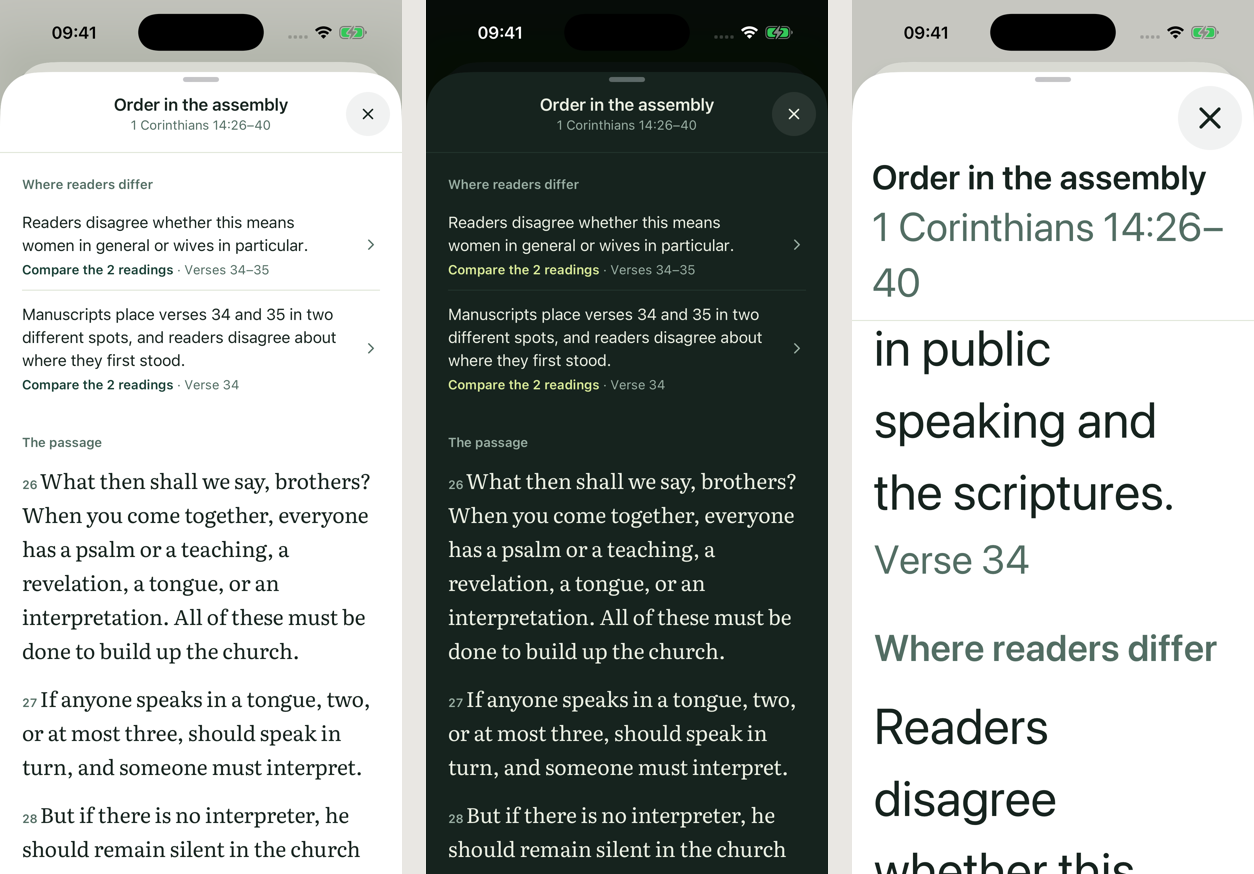 09:41
Order in the assembly
1 Corinthians 14:26–40
Where readers differ
Readers disagree whether this means
women in general or wives in particular.
Compare the 2 readings · Verses 34–35
Manuscripts place verses 34 and 35 in two
different spots, and readers disagree about
where they first stood.
Compare the 2 readings · Verse 34
The passage
26 What then shall we say, brothers?
When you come together, everyone
has a psalm or a teaching, a
revelation, a tongue, or an
interpretation. All of these must be
done to build up the church.
27 If anyone speaks in a tongue, two,
or at most three, should speak in
turn, and someone must interpret.
28 But if there is no interpreter, he
should remain silent in the church
09:41
Order in the assembly
1 Corinthians 14:26–40
Where readers differ
Readers disagree whether this means
women in general or wives in particular.
Compare the 2 readings · Verses 34–35
Manuscripts place verses 34 and 35 in two
different spots, and readers disagree about
where they first stood.
Compare the 2 readings · Verse 34
The passage
26 What then shall we say, brothers?
When you come together, everyone
has a psalm or a teaching, a
revelation, a tongue, or an
interpretation. All of these must be
done to build up the church.
27 If anyone speaks in a tongue, two,
or at most three, should speak in
turn, and someone must interpret.
28 But if there is no interpreter, he
should remain silent in the church
09:41
Order in the assembly
1 Corinthians 14:26–
40
in public
speaking and
the scriptures.
Verse 34
Where readers differ
Readers
disagree
whether this